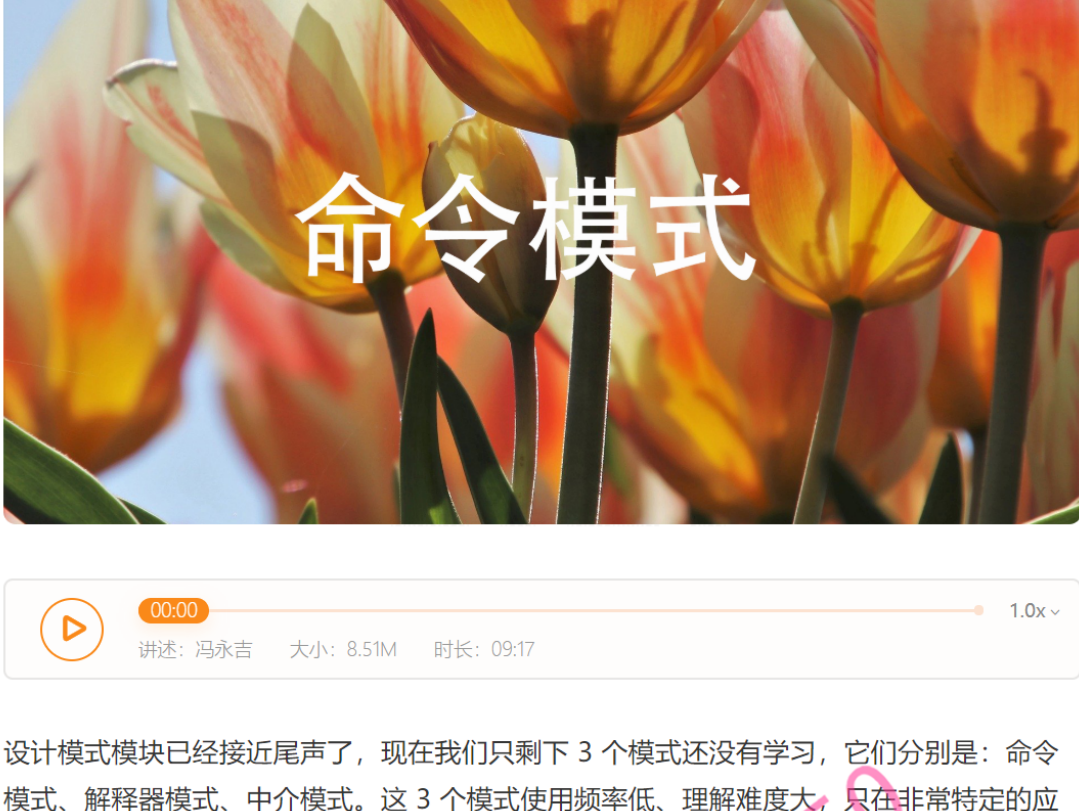 命令模式
00:00
1.0x
讲述：冯永吉 大小：8.51M 时长：09:17
设计模式模块已经接近尾声了，现在我们只剩下 3 个模式还没有学习，它们分别是：命令
模式、解释器模式、中介模式。这 3 个模式使用频率低、理解难度大，只在非常特定的应